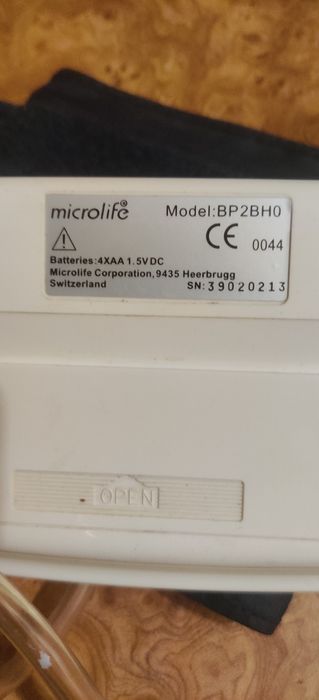 microlife Model:BP2BH0
CE 0044
Batteries:4XAA 1.5V DC
Microlife Corporation,9435 Heerbrugg
Switzerland SN:39020213
OPEN